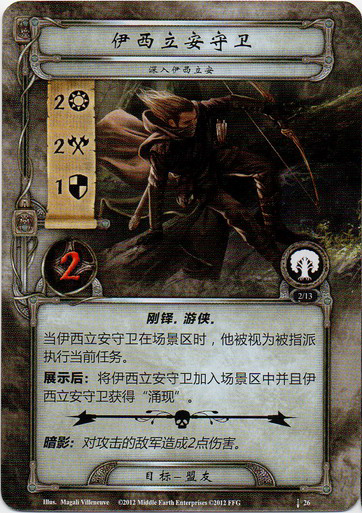 伊西立安守卫
深入伊西立安
2
2
1
2
2/13
刚铎. 游侠.
当伊西立安守卫在场景区时，他被视为被指派
执行当前任务。
展示后：将伊西立安守卫加入场景区中并且伊
西立安守卫获得“涌现”。
暗影：对攻击的敌军造成2点伤害。
目标－盟友
Illus. Magali Villeneuve ©2012 Middle Earth Enterprises ©2012 FFG 26